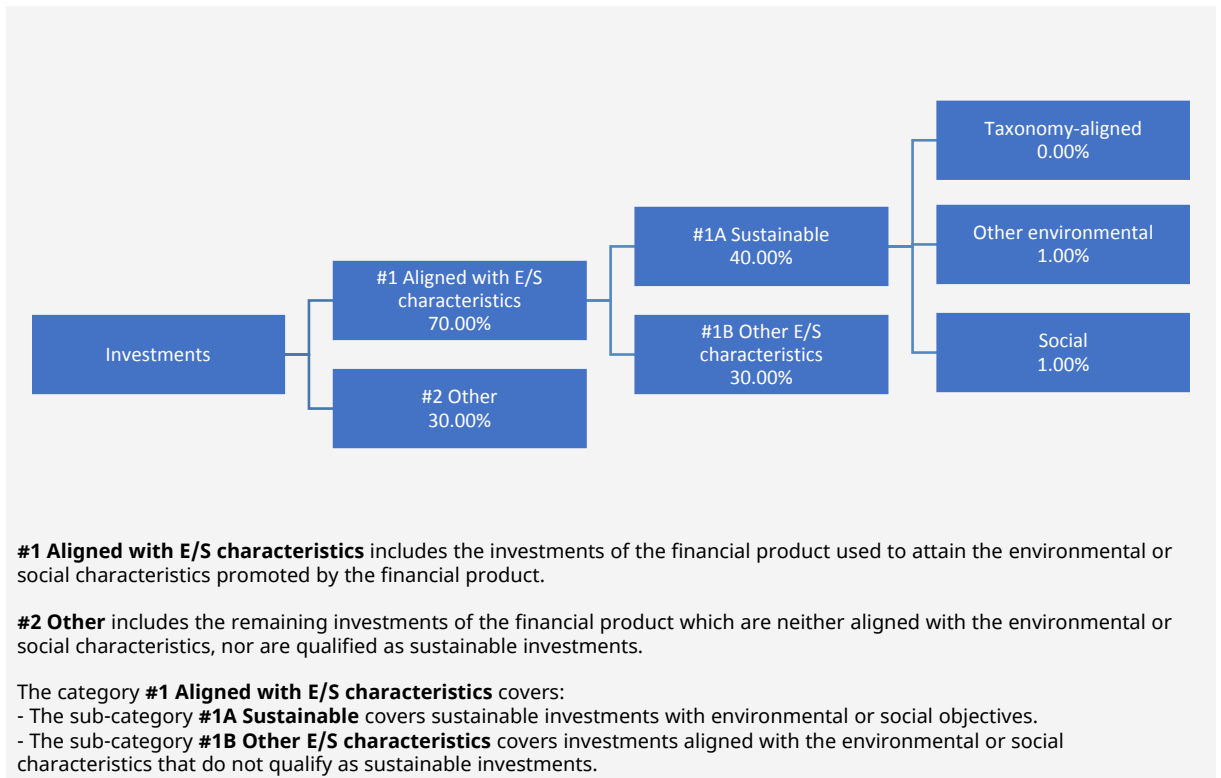 Investments
#1 Aligned with E/S
characteristics
70.00%
#2 Other
30.00%
#1A Sustainable
40.00%
#1B Other E/S
characteristics
30.00%
Taxonomy-aligned
0.00%
Other environmental
1.00%
Social
1.00%
#1 Aligned with E/S characteristics includes the investments of the financial product used to attain the environmental or
social characteristics promoted by the financial product.
#2 Other includes the remaining investments of the financial product which are neither aligned with the environmental or
social characteristics, nor are qualified as sustainable investments.
The category #1 Aligned with E/S characteristics covers:
- The sub-category #1A Sustainable covers sustainable investments with environmental or social objectives.
- The sub-category #1B Other E/S characteristics covers investments aligned with the environmental or social
characteristics that do not qualify as sustainable investments.